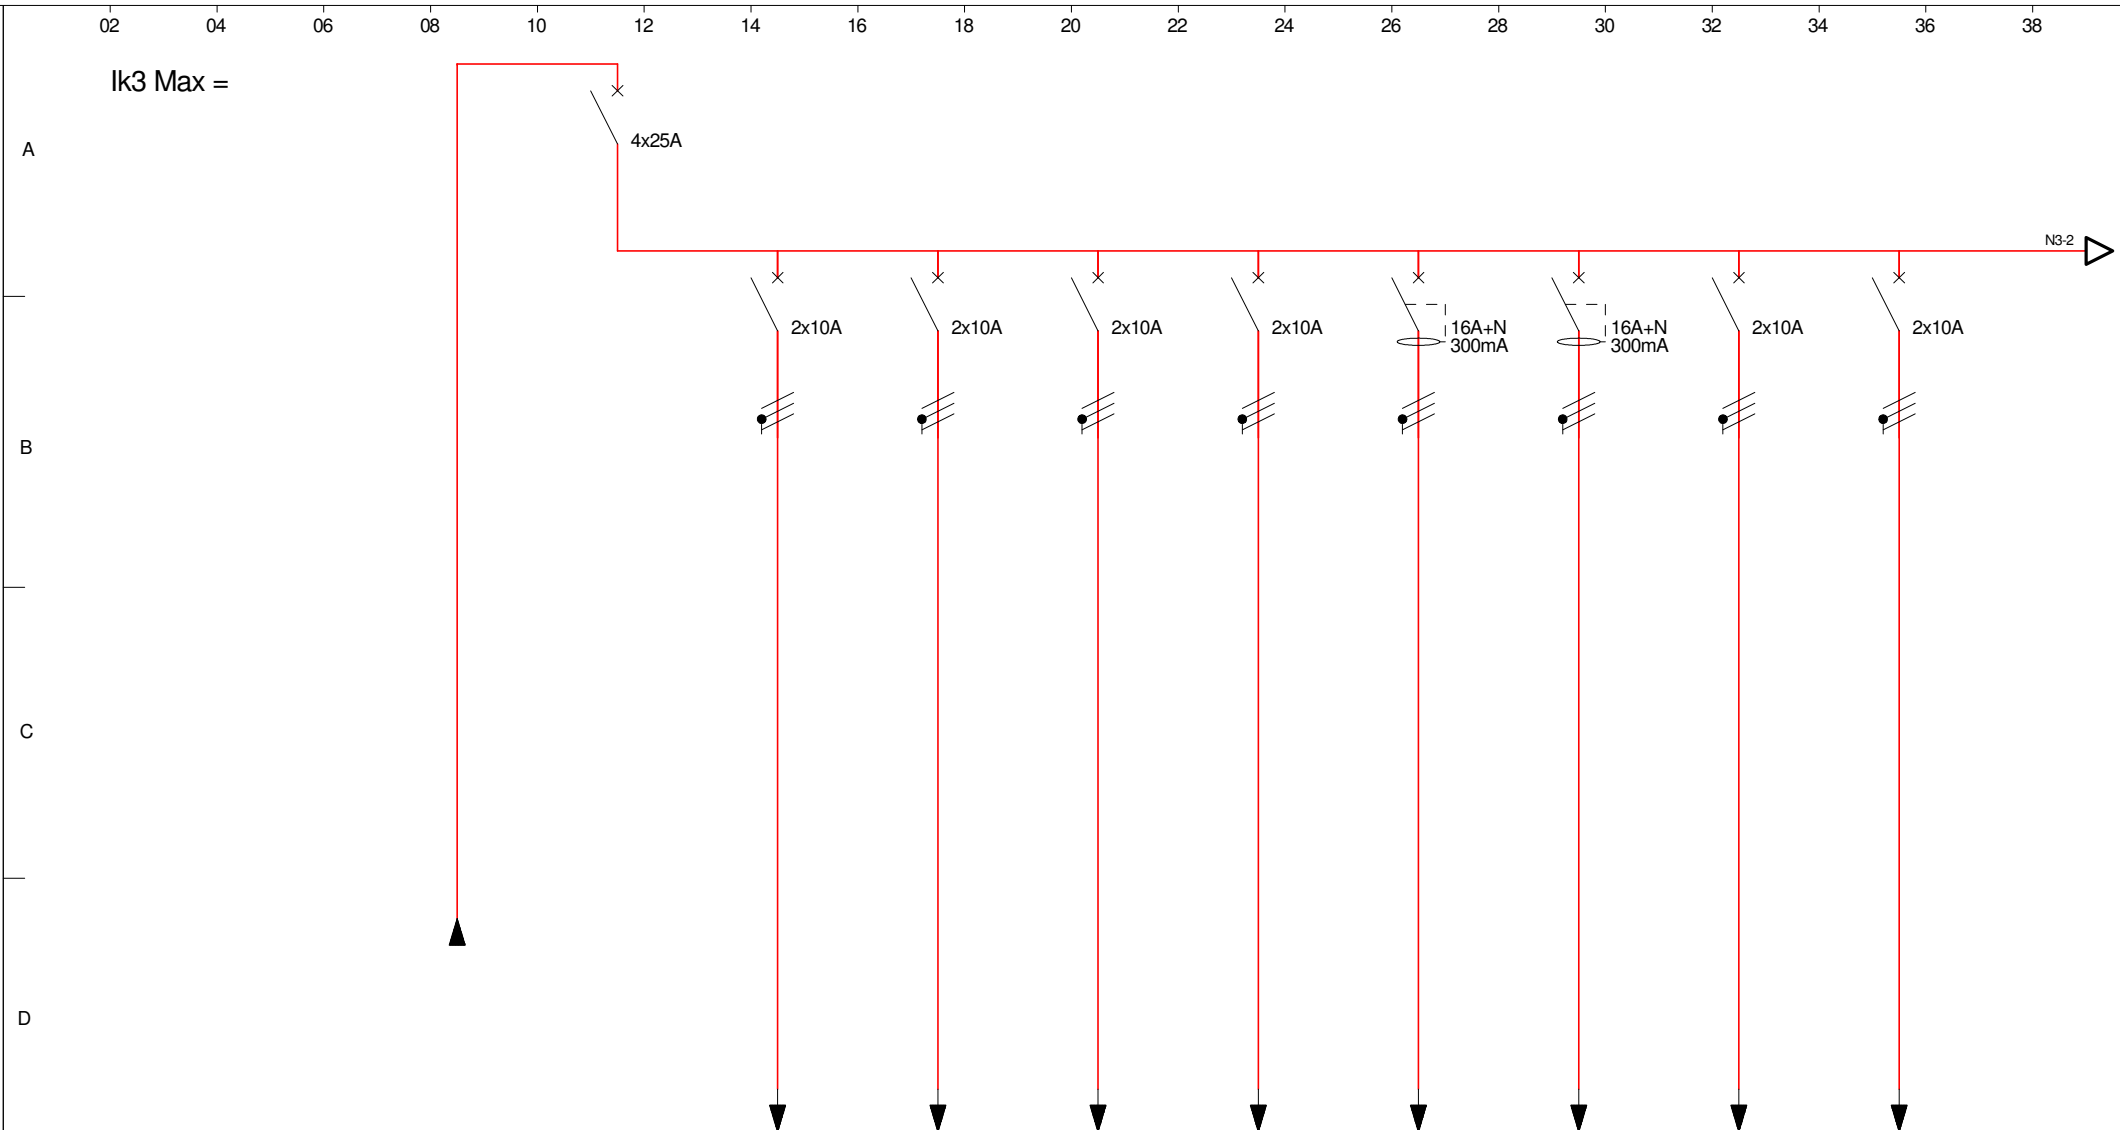 02 04 06 08 10 12 14 16 18 20 22 24 26 28 30 32 34 36 38
Ik3 Max =
4x25A
A
N3-2
2x10A 2x10A 2x10A 2x10A 16A+N 16A+N 2x10A 2x10A
300mA 300mA
B
C
D